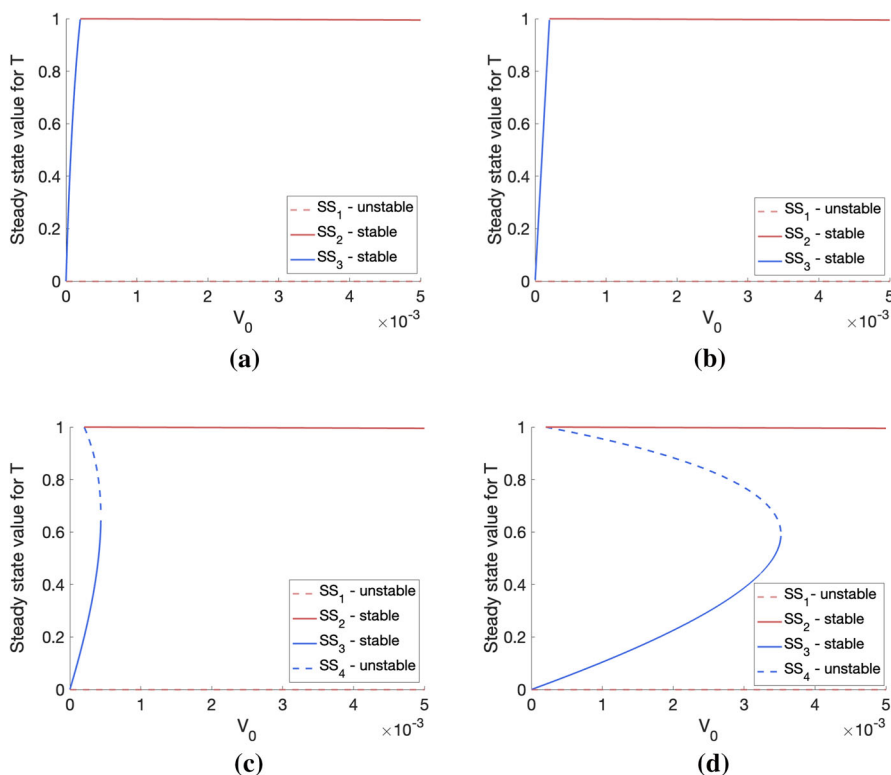 Steady state value for T
1
0.8
0.6
0.4
0.2
0
SS1 - unstable
SS2 - stable
SS3 - stable
0 1 2 3 4 5
V0
×10-3
(a)
Steady state value for T
1
0.8
0.6
0.4
0.2
0
SS1 - unstable
SS2 - stable
SS3 - stable
0 1 2 3 4 5
V0
×10-3
(b)
Steady state value for T
1
0.8
0.6
0.4
0.2
0
SS1 - unstable
SS2 - stable
SS3 - stable
SS4 - unstable
0 1 2 3 4 5
V0
×10-3
(c)
Steady state value for T
1
0.8
0.6
0.4
0.2
0
SS1- unstable
SS2 - stable
SS3 - stable
SS4 - unstable
0 1 2 3 4 5
V0
×10-3
(d)